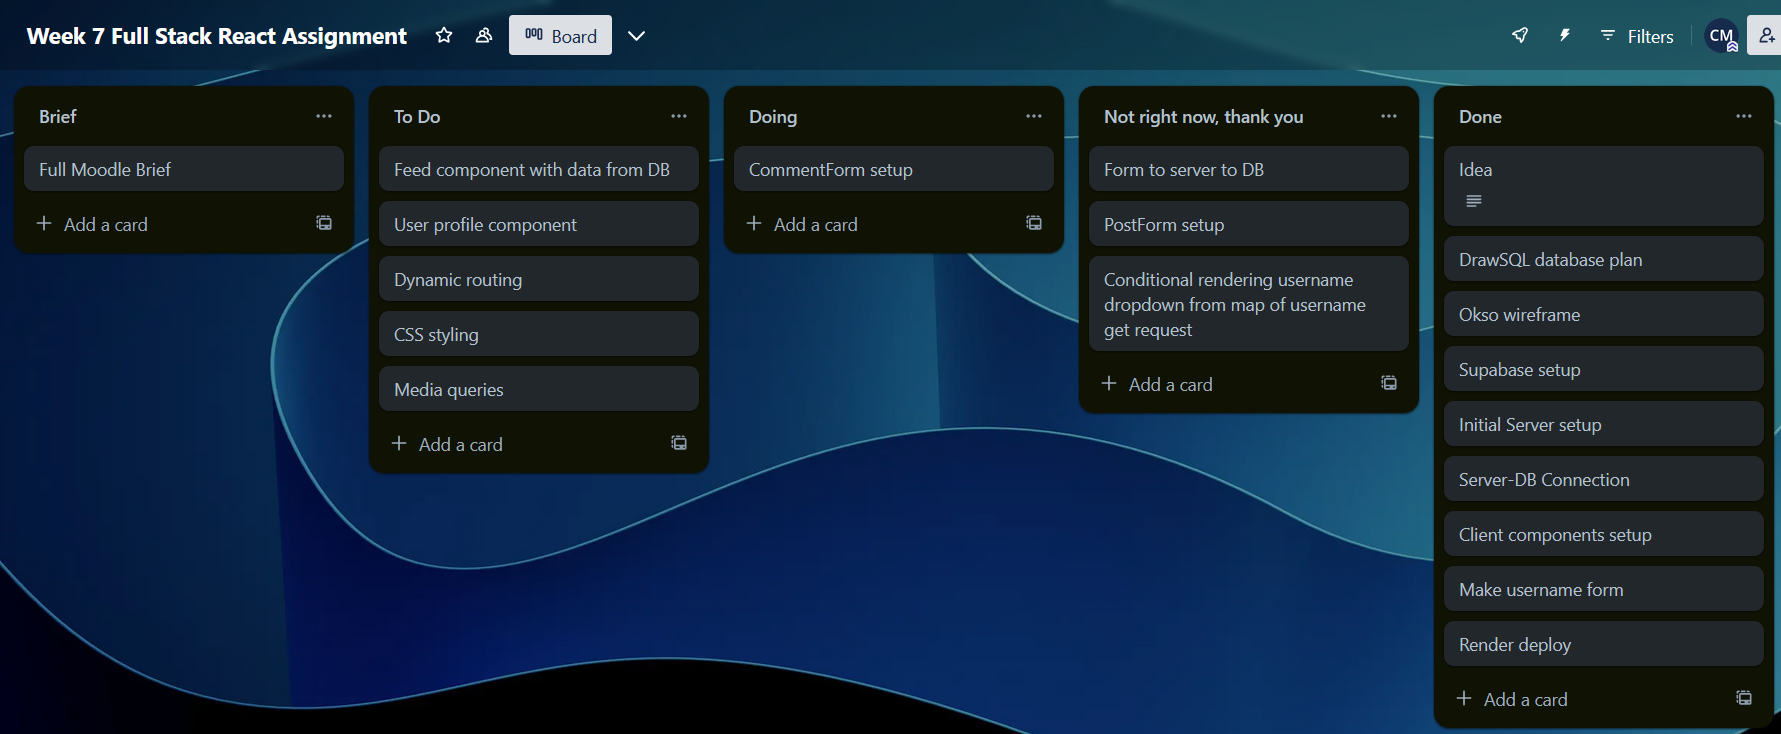 Week 7 Full Stack React Assignment
Board
Filters
CM
Brief
Full Moodle Brief
Add a card
To Do
Feed component with data from DB
User profile component
Dynamic routing
CSS styling
Media queries
Add a card
Doing
CommentForm setup
Add a card
Not right now, thank you
Form to server to DB
PostForm setup
Conditional rendering username
dropdown from map of username
get request
Add a card
Done
Idea
DrawSQL database plan
Okso wireframe
Supabase setup
Initial Server setup
Server-DB Connection
Client components setup
Make username form
Render deploy
Add a card